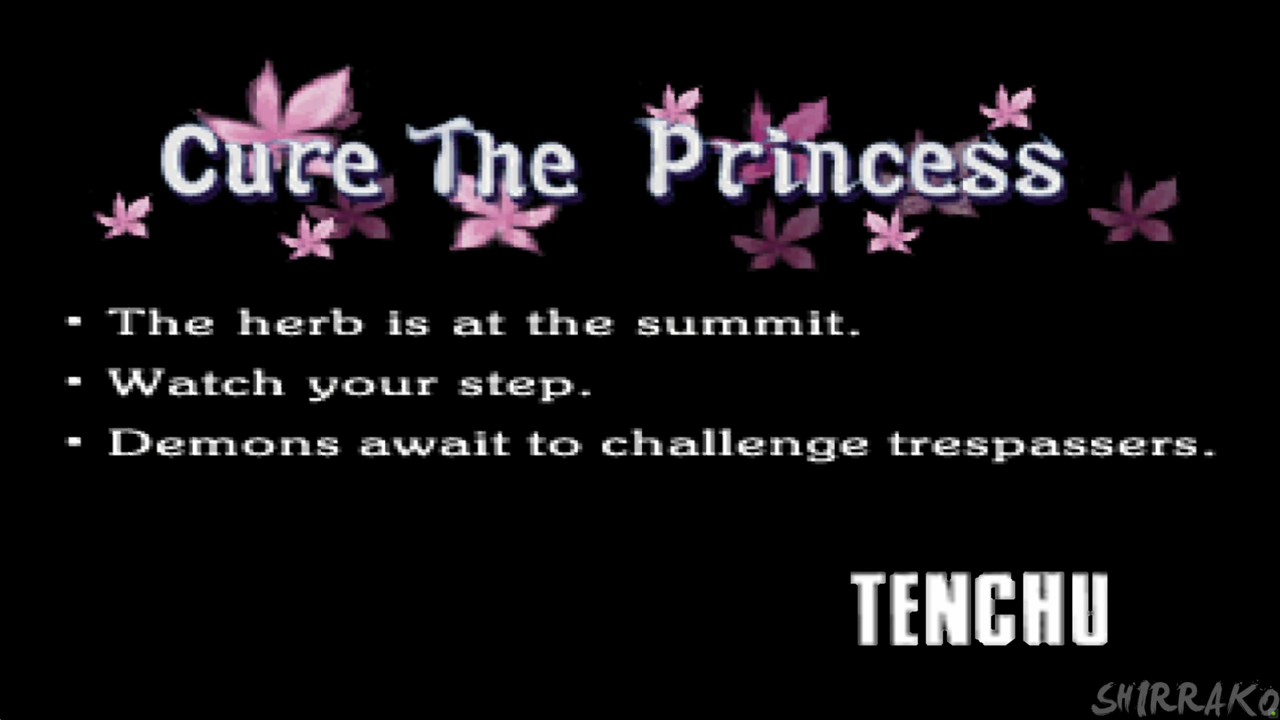 Cure The Princess
▪ The herb is at the summit.
▪ Watch your step.
▪ Demons await to challenge trespassers.
TENCHU
SHIRRAKO